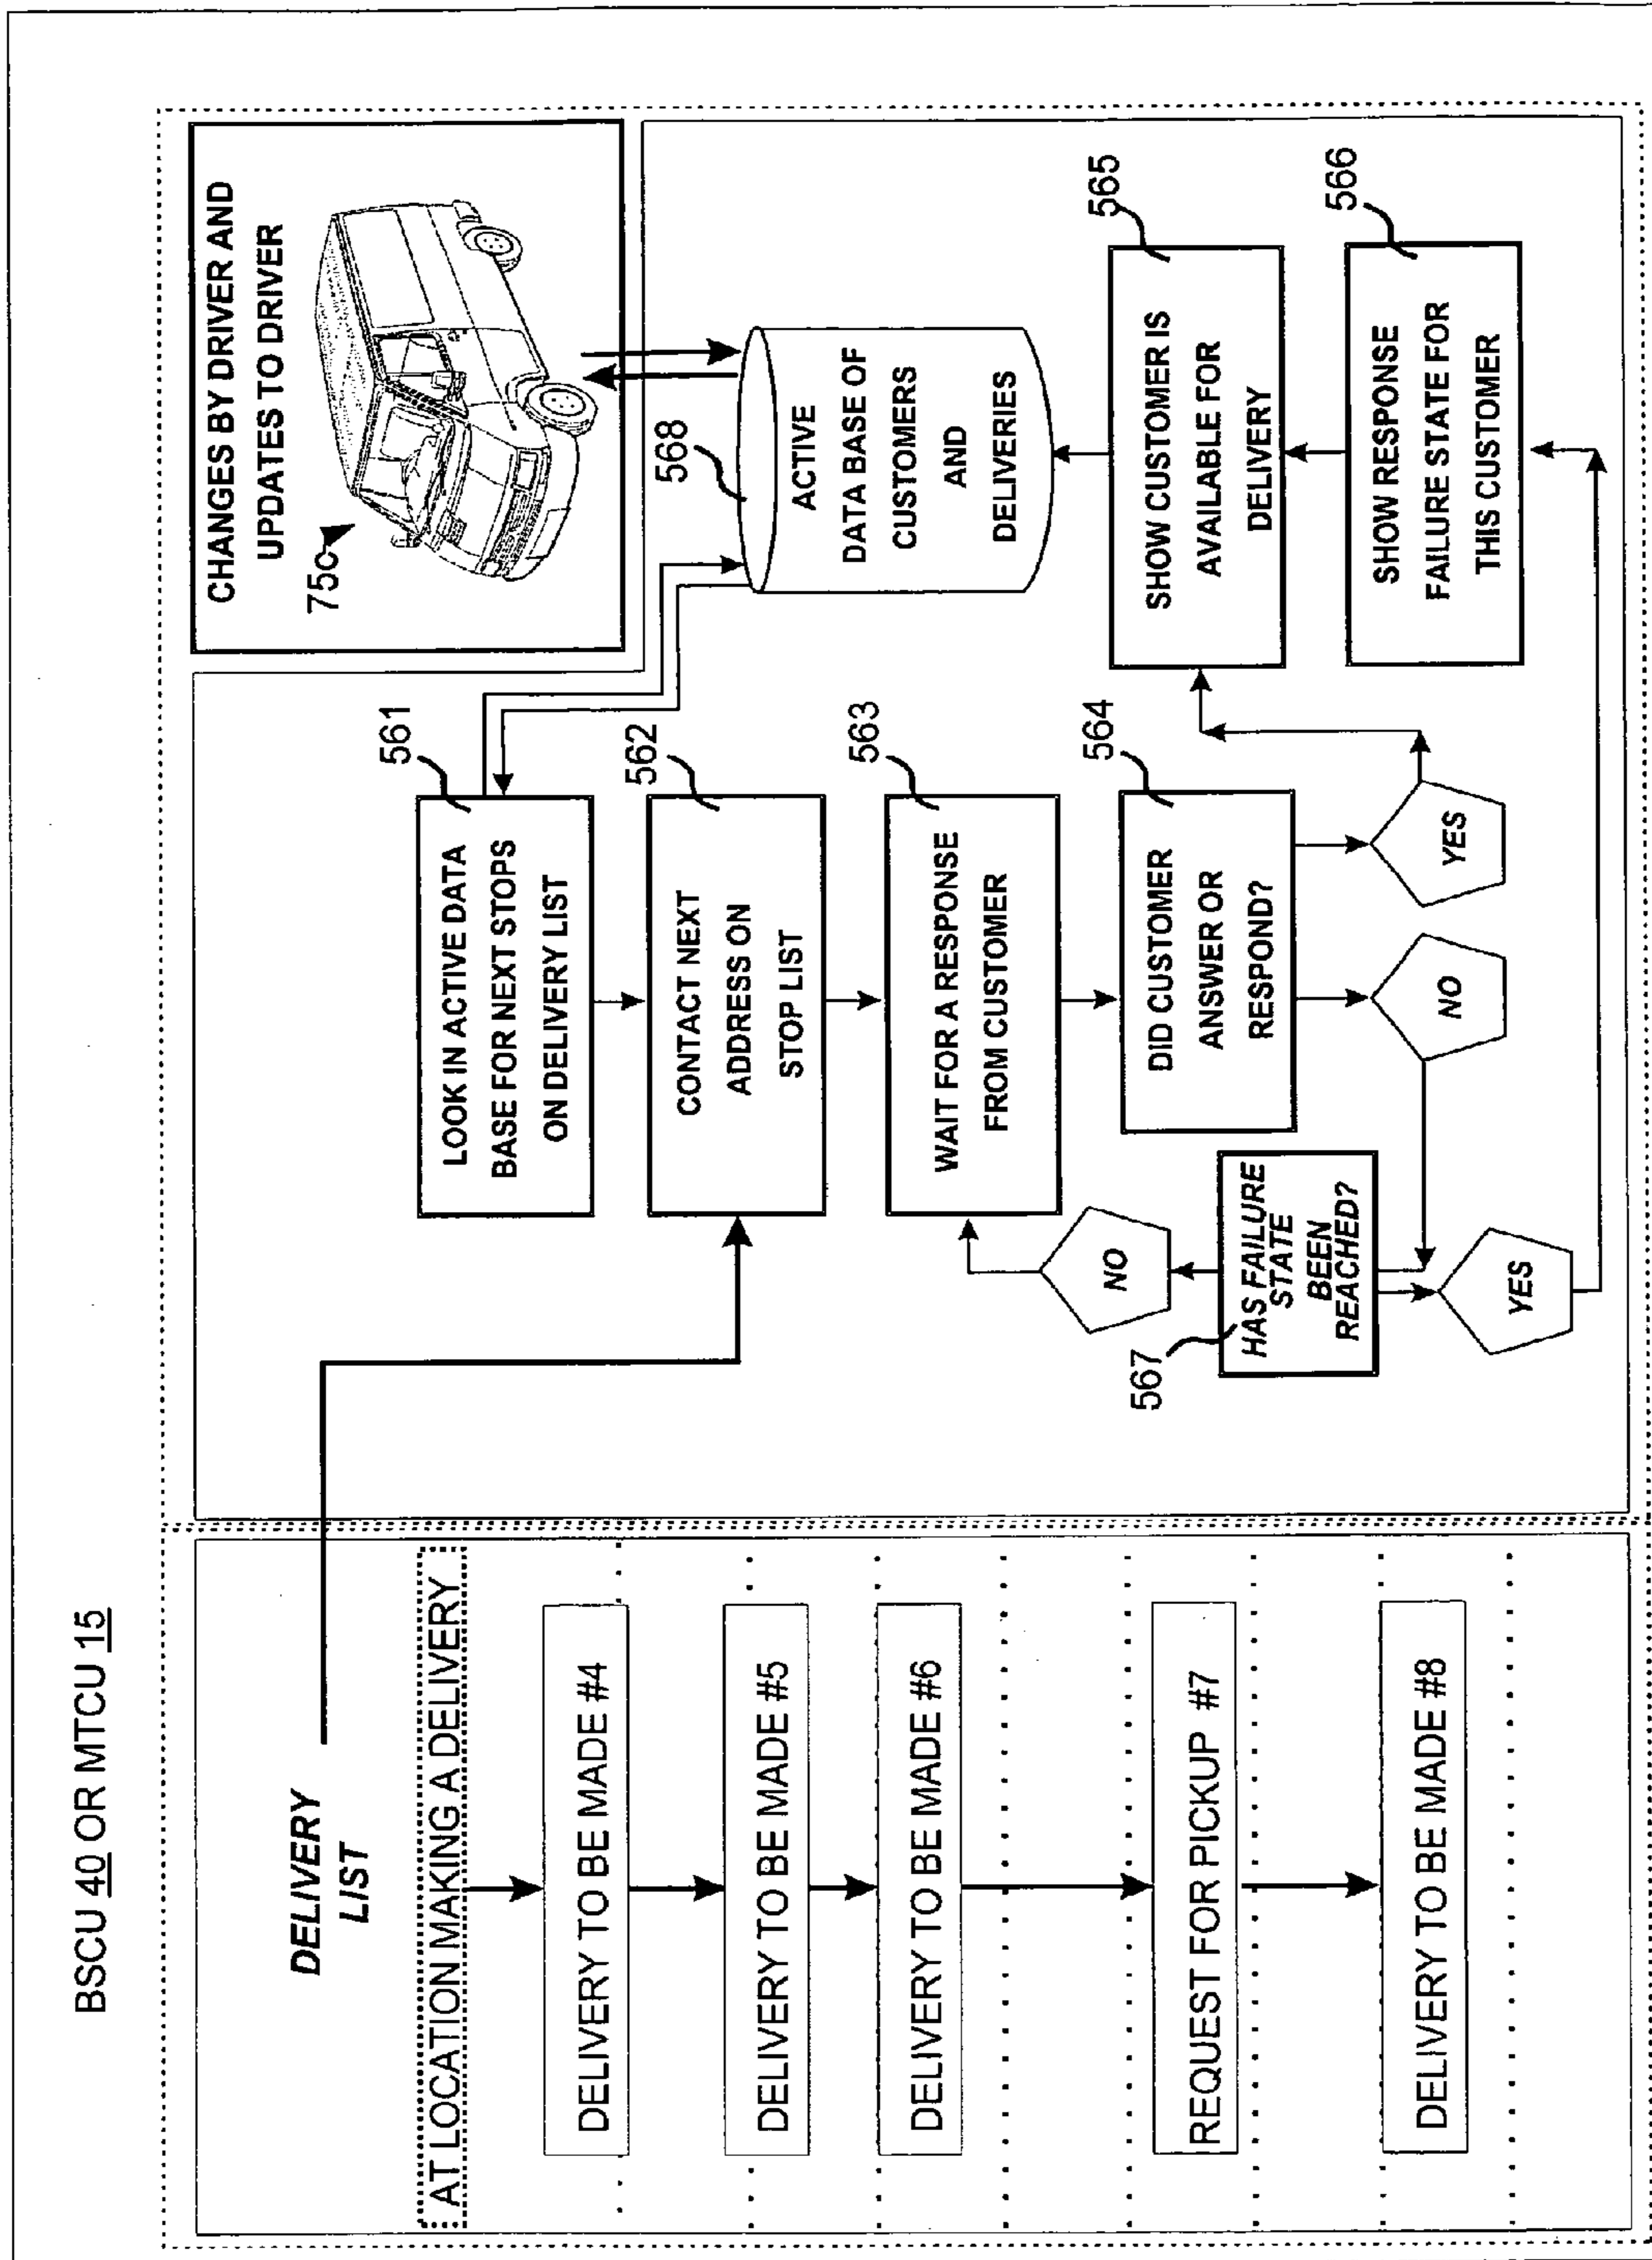 BSCU 40 OR MTCU 15
DELIVERY
LIST
AT LOCATION MAKING A DELIVERY
DELIVERY TO BE MADE #4
DELIVERY TO BE MADE #5
DELIVERY TO BE MADE #6
REQUEST FOR PICKUP #7
DELIVERY TO BE MADE #8
561
LOOK IN ACTIVE DATA
BASE FOR NEXT STOPS
ON DELIVERY LIST
562
CONTACT NEXT
ADDRESS ON
STOP LIST
563
WAIT FOR A RESPONSE
FROM CUSTOMER
564
DID CUSTOMER
ANSWER OR
RESPOND?
NO
YES
567
HAS FAILURE
STATE
BEEN
REACHED?
NO
YES
CHANGES BY DRIVER AND
UPDATES TO DRIVER
75c
568
ACTIVE
DATA BASE OF
CUSTOMERS
AND
DELIVERIES
565
SHOW CUSTOMER IS
AVAILABLE FOR
DELIVERY
566
SHOW RESPONSE
FAILURE STATE FOR
THIS CUSTOMER